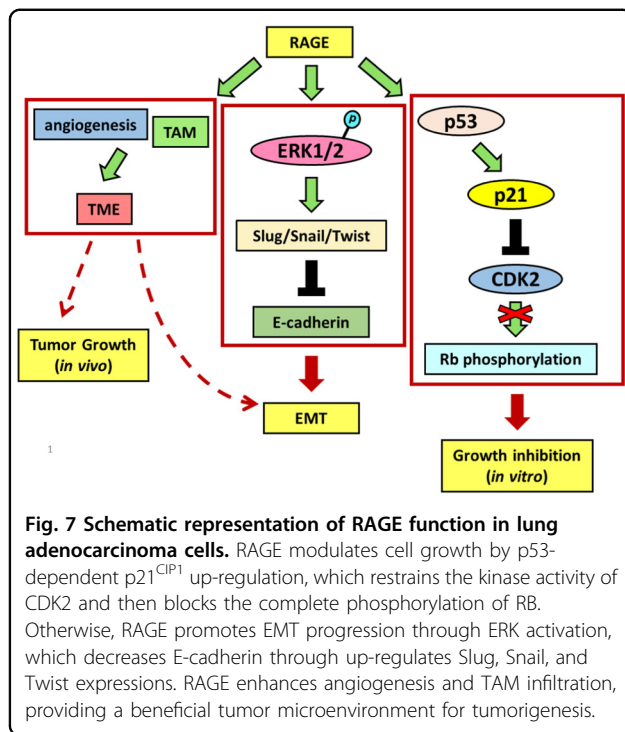 RAGE
angiogenesis
TAM
TME
Tumor Growth
(in vivo)
p
ERK1/2
Slug/Snail/Twist
E-cadherin
EMT
p53
p21
CDK2
Rb phosphorylation
Growth inhibition
(in vitro)
1
Fig. 7 Schematic representation of RAGE function in lung
adenocarcinoma cells. RAGE modulates cell growth by p53-
dependent p21CIP1 up-regulation, which restrains the kinase activity of
CDK2 and then blocks the complete phosphorylation of RB.
Otherwise, RAGE promotes EMT progression through ERK activation,
which decreases E-cadherin through up-regulates Slug, Snail, and
Twist expressions. RAGE enhances angiogenesis and TAM infiltration,
providing a beneficial tumor microenvironment for tumorigenesis.